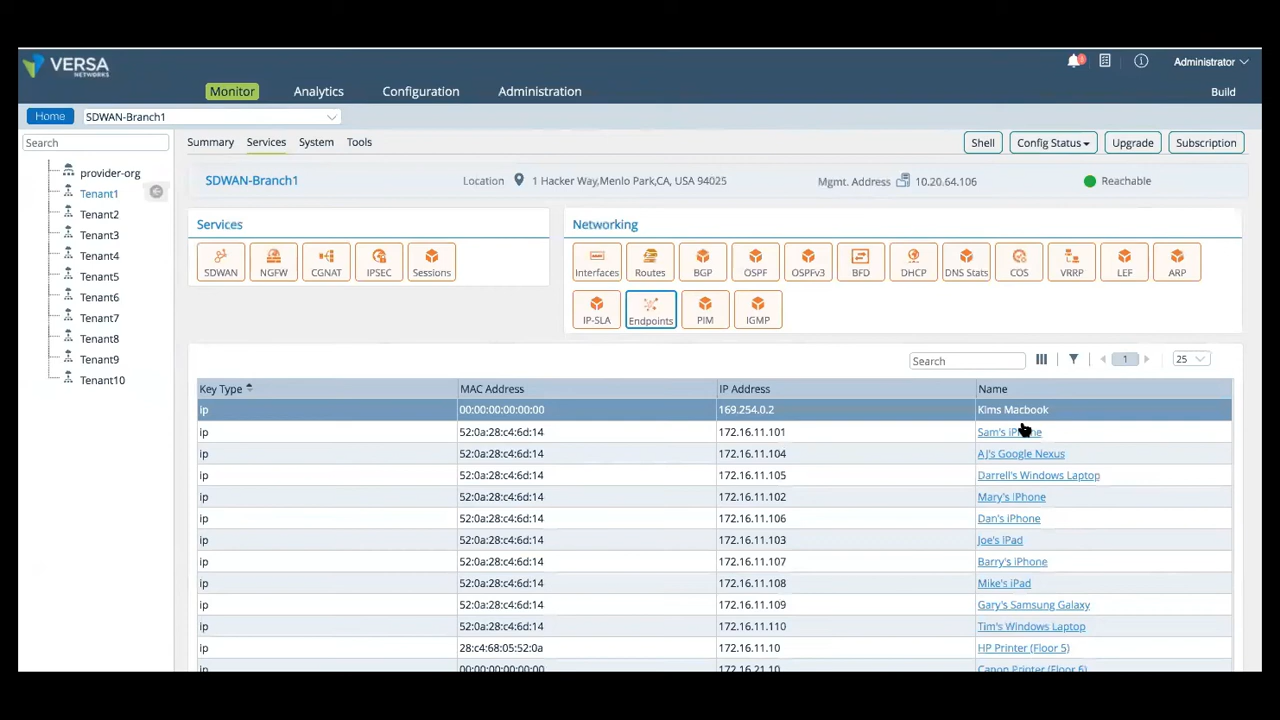 VERSA
NETWORKS
Administrator
Monitor Analytics Configuration Administration Build
Home SDWAN-Branch1
Search Summary Services System Tools Shell Config Status Upgrade Subscription
provider-org
Tenant1
Tenant2
Tenant3
Tenant4
Tenant5
Tenant6
Tenant7
Tenant8
Tenant9
Tenant10
SDWAN-Branch1 Location 1 Hacker Way,Menlo Park,CA, USA 94025 Mgmt. Address 10.20.64.106 Reachable
Services
SDWAN NGFW CGNAT IPSEC Sessions
Networking
Interfaces Routes BGP OSPF OSPFv3 BFD DHCP DNS Stats COS VRRP LEF ARP
IP-SLA Endpoints PIM IGMP
Search 1 25
Key Type MAC Address IP Address Name
ip 00:00:00:00:00:00 169.254.0.2 Kims Macbook
ip 52:0a:28:c4:6d:14 172.16.11.101 Sam's iPhone
ip 52:0a:28:c4:6d:14 172.16.11.104 AJ's Google Nexus
ip 52:0a:28:c4:6d:14 172.16.11.105 Darrell's Windows Laptop
ip 52:0a:28:c4:6d:14 172.16.11.102 Mary's iPhone
ip 52:0a:28:c4:6d:14 172.16.11.106 Dan's iPhone
ip 52:0a:28:c4:6d:14 172.16.11.103 Joe's iPad
ip 52:0a:28:c4:6d:14 172.16.11.107 Barry's iPhone
ip 52:0a:28:c4:6d:14 172.16.11.108 Mike's iPad
ip 52:0a:28:c4:6d:14 172.16.11.109 Gary's Samsung Galaxy
ip 52:0a:28:c4:6d:14 172.16.11.110 Tim's Windows Laptop
ip 28:c4:68:05:52:0a 172.16.11.10 HP Printer (Floor 5)
ip 00:00:00:00:00:00 172.16.21.10 Canon Printer (Floor 6)